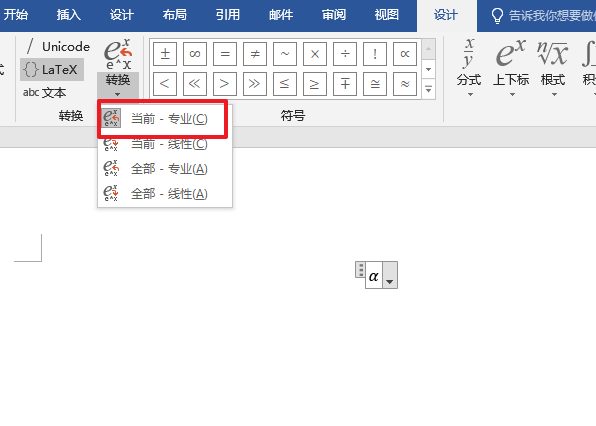 开始 插入 设计 布局 引用 邮件 审阅 视图 设计 告诉我你想要做什
/ Unicode
{} LaTeX
abc 文本
e^x
转换
± ∞ = ≠ ~ × ÷ ! ∝
< ≪ > ≫ ≤ ≥ ∓ ≅ ≈
x/y 分式
e^x 上下标
n√x 根式
∫ 积
转换 符号
当前 - 专业(C)
当前 - 线性(C)
全部 - 专业(A)
全部 - 线性(A)
α